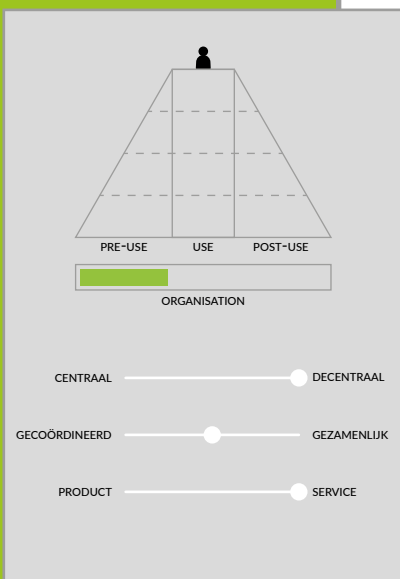 PRE-USE USE POST-USE
ORGANISATION
CENTRAAL DECENTRAAL
GECOÖRDINEERD GEZAMENLIJK
PRODUCT SERVICE